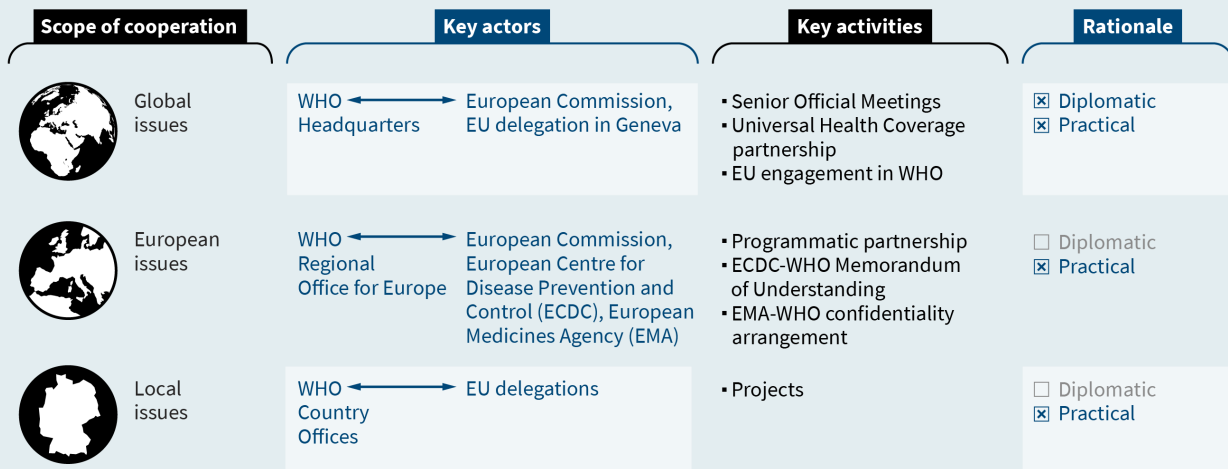 Scope of cooperation
Key actors
Key activities
Rationale
Global
issues
WHO
Headquarters
European Commission,
EU delegation in Geneva
▪ Senior Official Meetings
▪ Universal Health Coverage
partnership
▪ EU engagement in WHO
☒ Diplomatic
☒ Practical
European
issues
WHO
Regional
Office for Europe
European Commission,
European Centre for
Disease Prevention and
Control (ECDC), European
Medicines Agency (EMA)
▪ Programmatic partnership
▪ ECDC-WHO Memorandum
of Understanding
▪ EMA-WHO confidentiality
arrangement
☐ Diplomatic
☒ Practical
Local
issues
WHO
Country
Offices
EU delegations
▪ Projects
☐ Diplomatic
☒ Practical